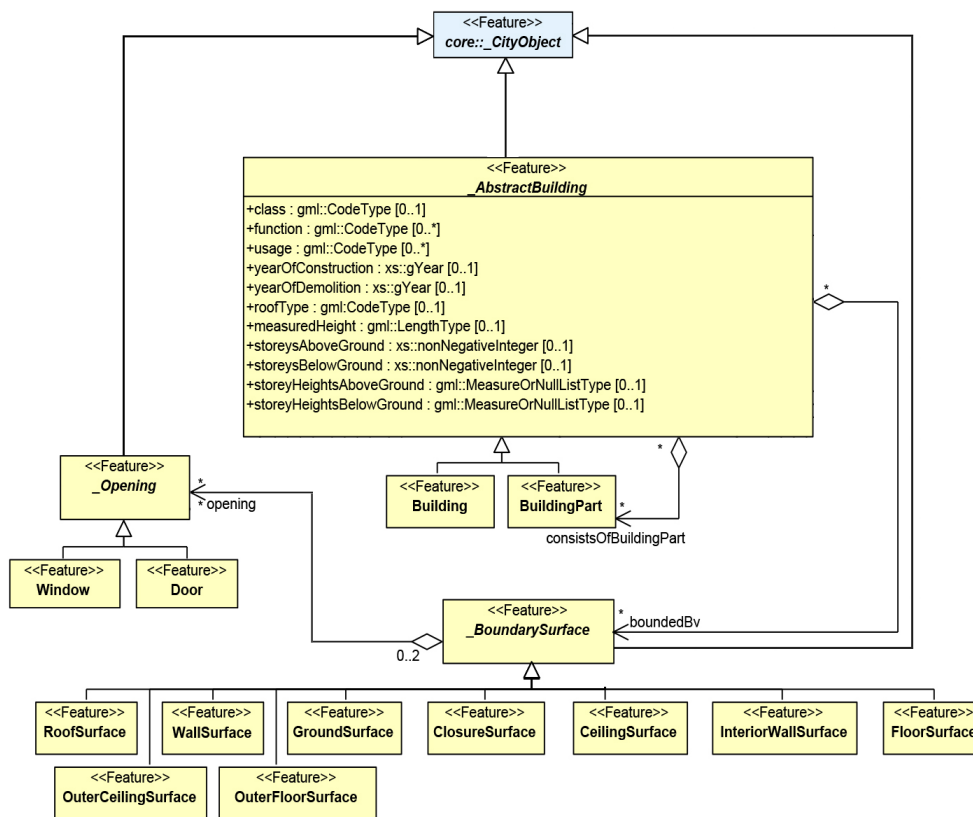 <<Feature>>
core::_CityObject
<<Feature>>
_AbstractBuilding
+class : gml::CodeType [0..1]
+function : gml::CodeType [0..*]
+usage : gml::CodeType [0..*]
+yearOfConstruction : xs::gYear [0..1]
+yearOfDemolition : xs::gYear [0..1]
+roofType : gml:CodeType [0..1]
+measuredHeight : gml::LengthType [0..1]
+storeysAboveGround : xs::nonNegativeInteger [0..1]
+storeysBelowGround : xs::nonNegativeInteger [0..1]
+storeyHeightsAboveGround : gml::MeasureOrNullListType [0..1]
+storeyHeightsBelowGround : gml::MeasureOrNullListType [0..1]
*
*
<<Feature>>
_Opening
*
* opening
<<Feature>>
Building
<<Feature>>
BuildingPart
*
consistsOfBuildingPart
<<Feature>>
Window
<<Feature>>
Door
<<Feature>>
_BoundarySurface
*
boundedBv
0..2
<<Feature>>
RoofSurface
<<Feature>>
WallSurface
<<Feature>>
GroundSurface
<<Feature>>
ClosureSurface
<<Feature>>
CeilingSurface
<<Feature>>
InteriorWallSurface
<<Feature>>
FloorSurface
<<Feature>>
OuterCeilingSurface
<<Feature>>
OuterFloorSurface